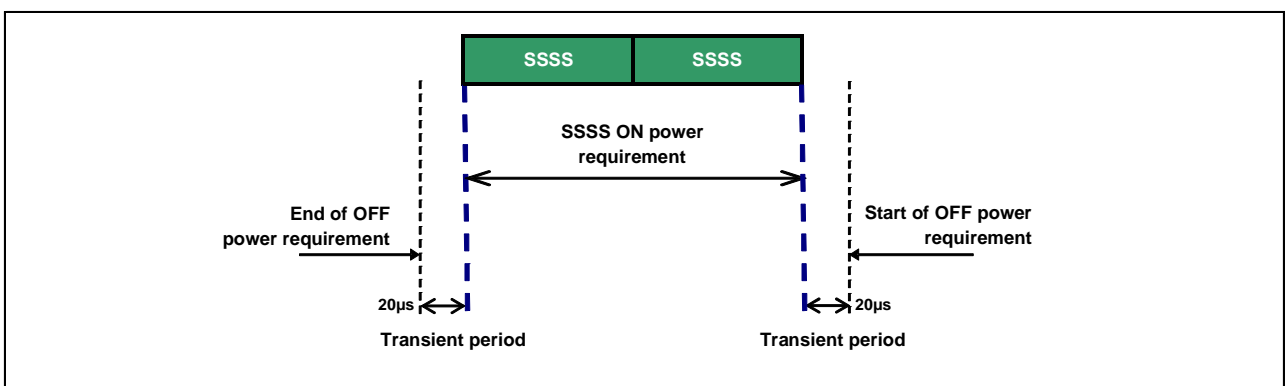 SSSS SSSS
SSSS ON power
requirement
End of OFF
power requirement
Start of OFF power
requirement
20µs
20µs
Transient period
Transient period